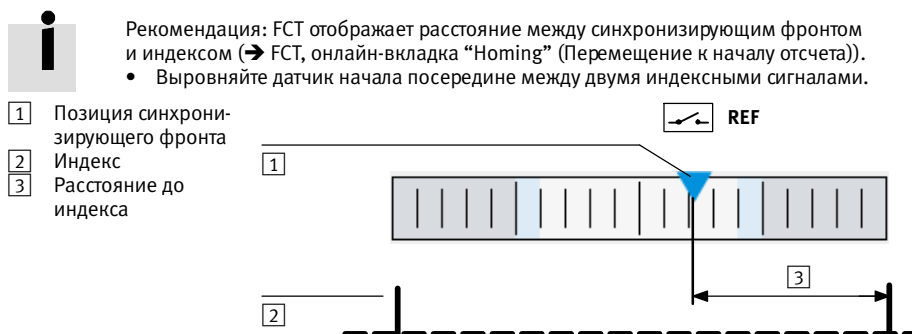 Рекомендация: FCT отображает расстояние между синхронизирующим фронтом
и индексом (➔ FCT, онлайн-вкладка “Homing” (Перемещение к началу отсчета)).
• Выровняйте датчик начала посередине между двумя индексными сигналами.
1 Позиция синхрони-
зирующего фронта
2 Индекс
3 Расстояние до
индекса
REF
1
3
2